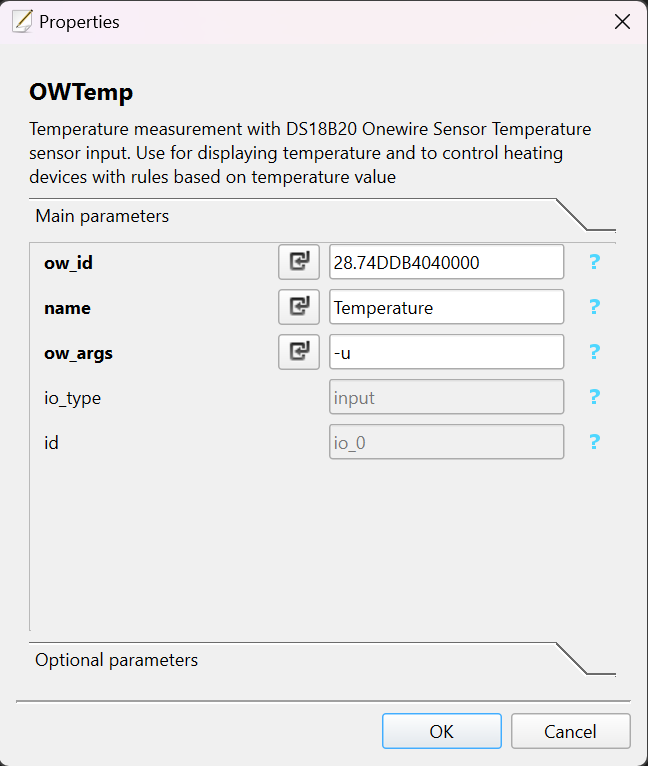 Properties
OWTemp
Temperature measurement with DS18B20 Onewire Sensor Temperature
sensor input. Use for displaying temperature and to control heating
devices with rules based on temperature value
Main parameters
ow_id 28.74DDB4040000 ?
name Temperature ?
ow_args -u ?
io_type input ?
id io_0 ?
Optional parameters
OK Cancel